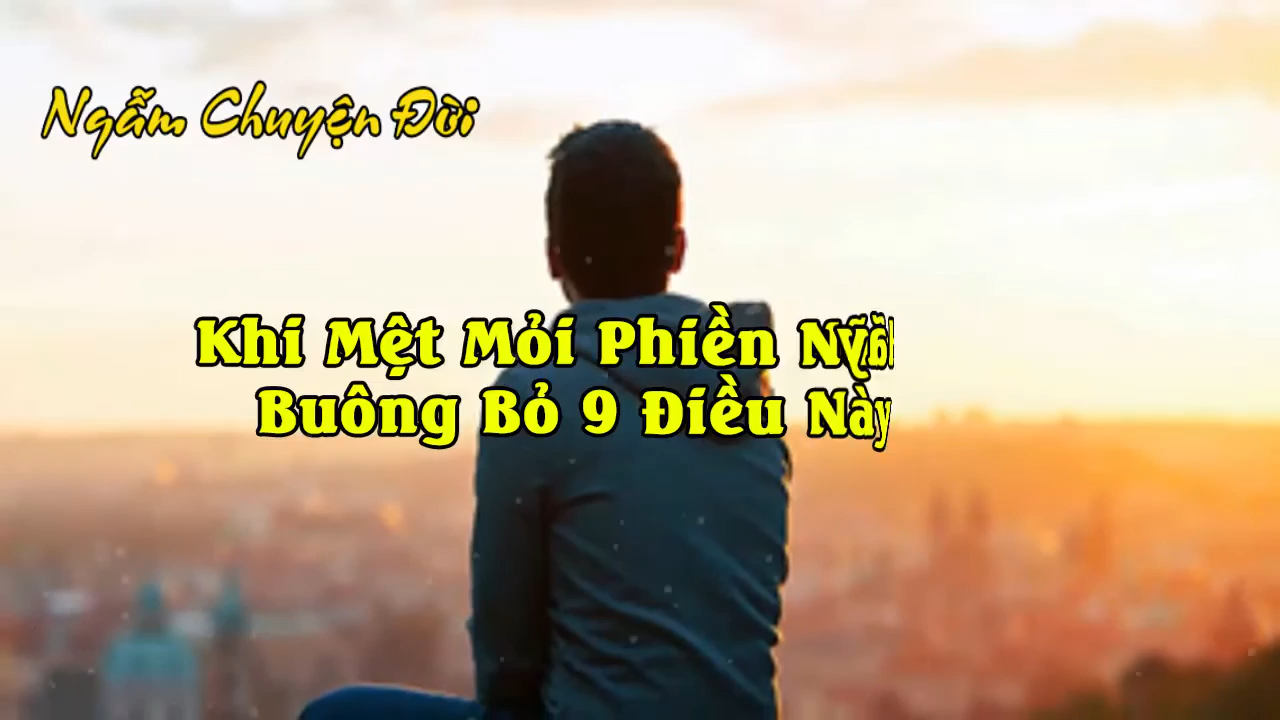 Ngẫm Chuyện Đời
Khi Mệt Mỏi Phiền
Buông Bỏ 9 Điều Này